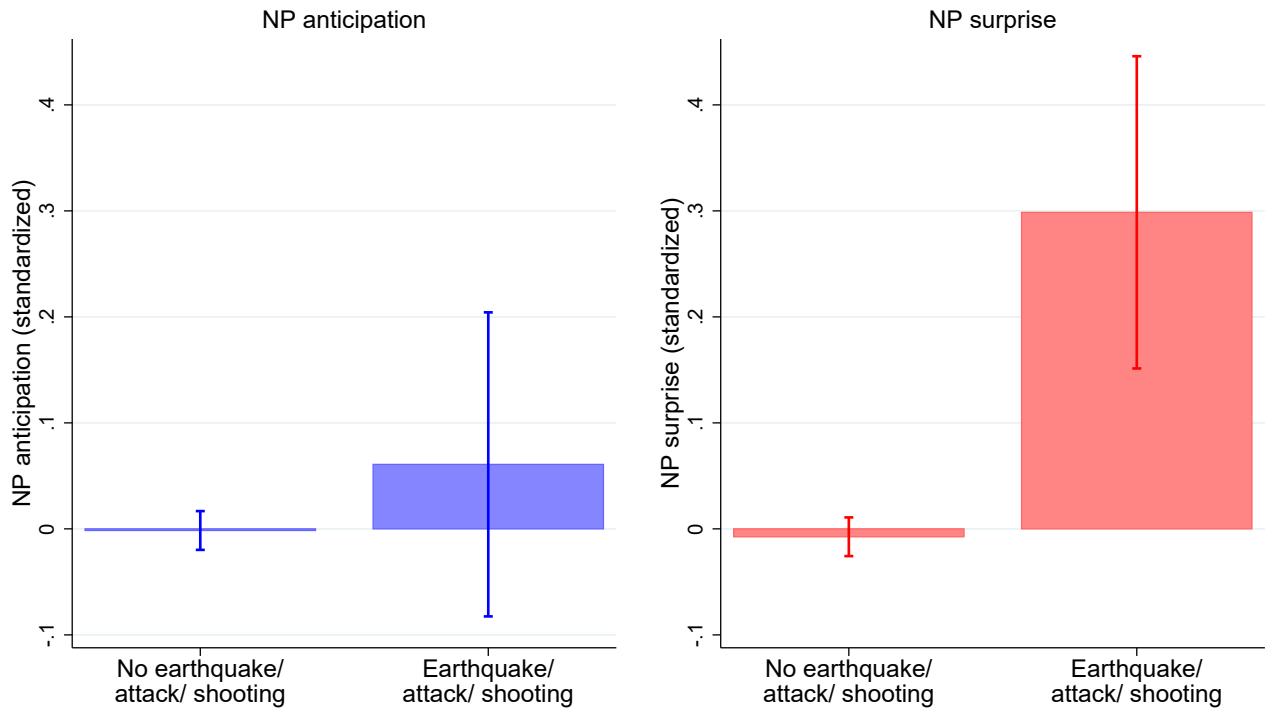 NP anticipation
NP anticipation (standardized)
.4
.3
.2
.1
0
-.1
No earthquake/
attack/ shooting
Earthquake/
attack/ shooting
NP surprise
NP surprise (standardized)
.4
.3
.2
.1
0
-.1
No earthquake/
attack/ shooting
Earthquake/
attack/ shooting